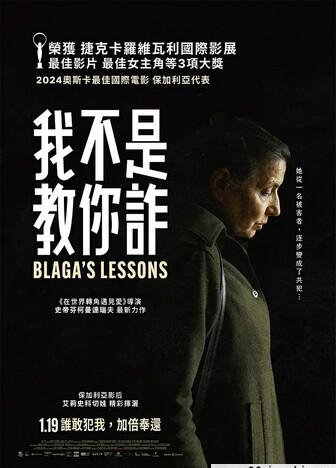 榮獲 捷克卡羅維瓦利國際影展
最佳影片 最佳女主角等3項大獎
2024奧斯卡最佳國際電影 保加利亞代表
我不是
教你詐
BLAGA'S LESSONS
她從一名被害者，逐步變成了共犯…
《在世界轉角遇見愛》導演
史帝芬柯曼達瑞夫 最新力作
保加利亞影后
艾莉史科切娃 精彩揮灑
1.19 誰敢犯我，加倍奉還